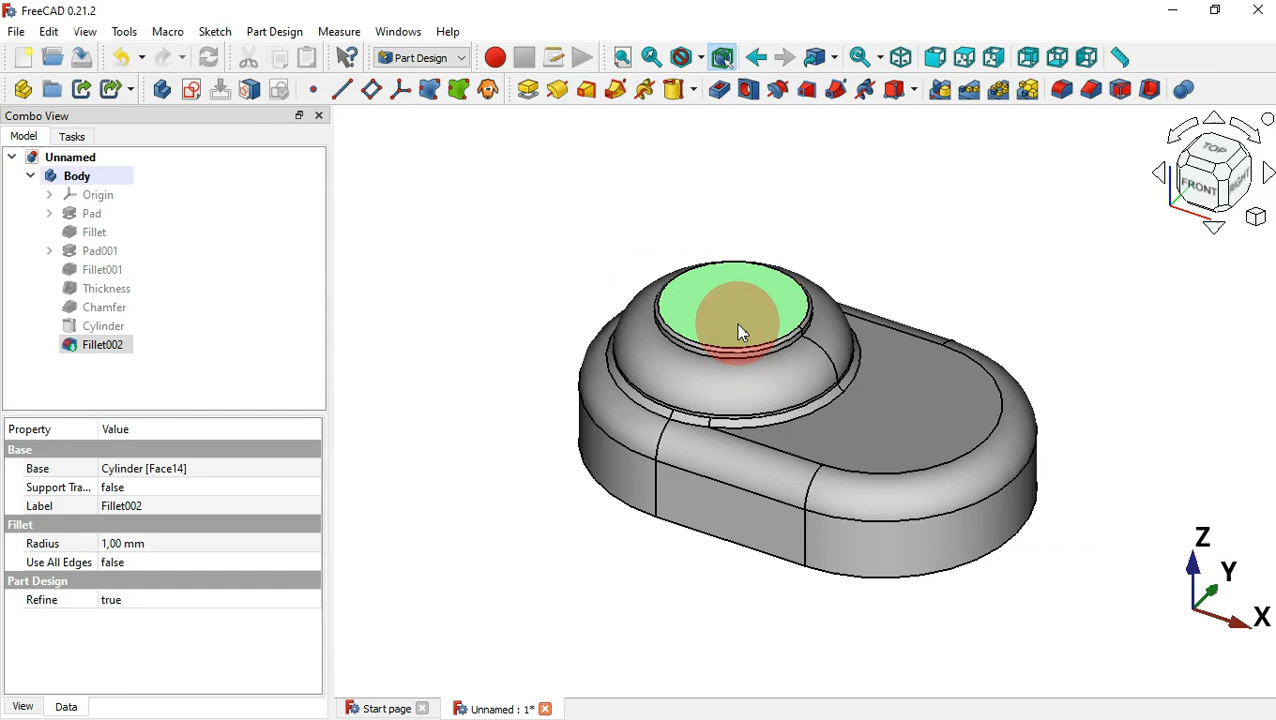 FreeCAD 0.21.2
File Edit View Tools Macro Sketch Part Design Measure Windows Help
Part Design
Combo View
Model Tasks
Unnamed
Body
Origin
Pad
Fillet
Pad001
Fillet001
Thickness
Chamfer
Cylinder
Fillet002
Property Value
Base
Base Cylinder [Face14]
Support Tra... false
Label Fillet002
Fillet
Radius 1,00 mm
Use All Edges false
Part Design
Refine true
View Data
Start page Unnamed : 1*
TOP
FRONT RIGHT
Z
Y
X